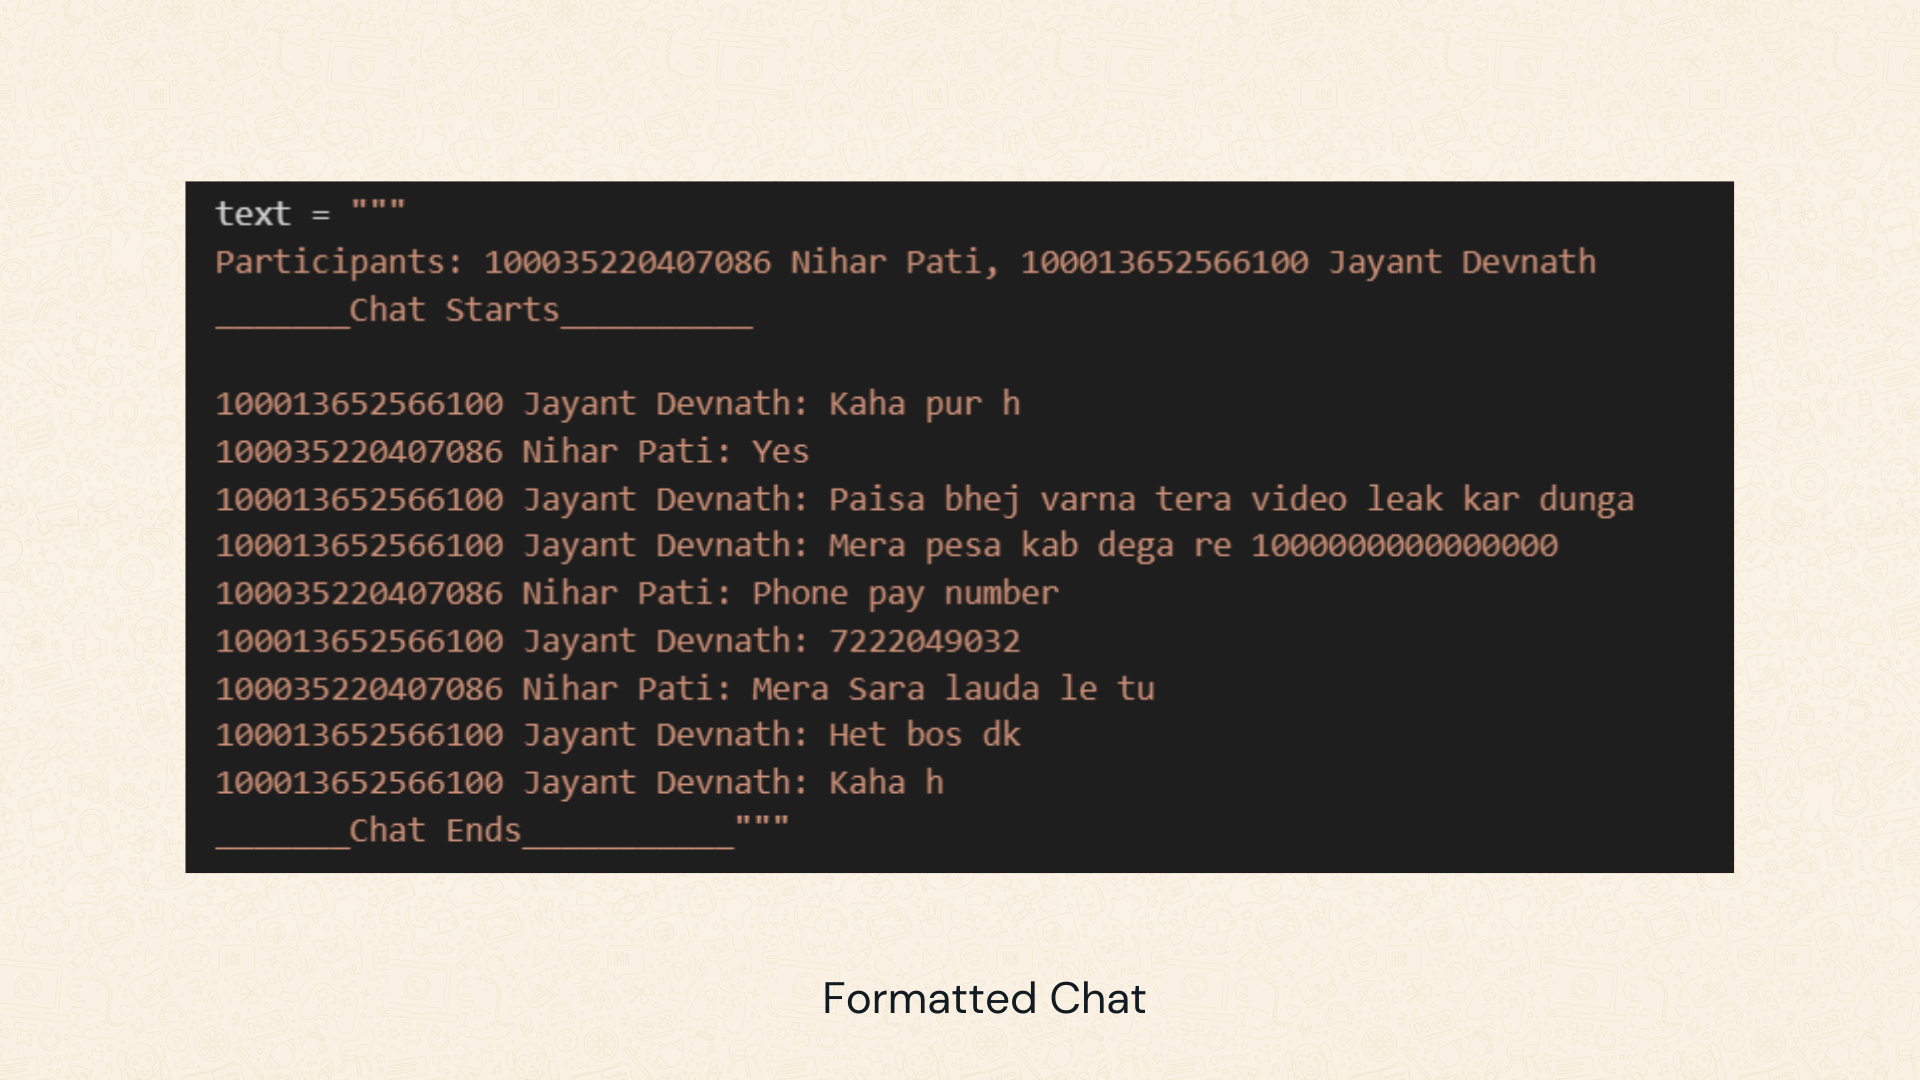 text = """
Participants: 100035220407086 Nihar Pati, 100013652566100 Jayant Devnath
_______Chat Starts__________
100013652566100 Jayant Devnath: Kaha pur h
100035220407086 Nihar Pati: Yes
100013652566100 Jayant Devnath: Paisa bhej varna tera video leak kar dunga
100013652566100 Jayant Devnath: Mera pesa kab dega re 1000000000000000
100035220407086 Nihar Pati: Phone pay number
100013652566100 Jayant Devnath: 7222049032
100035220407086 Nihar Pati: Mera Sara lauda le tu
100013652566100 Jayant Devnath: Het bos dk
100013652566100 Jayant Devnath: Kaha h
_______Chat Ends___________"""
Formatted Chat